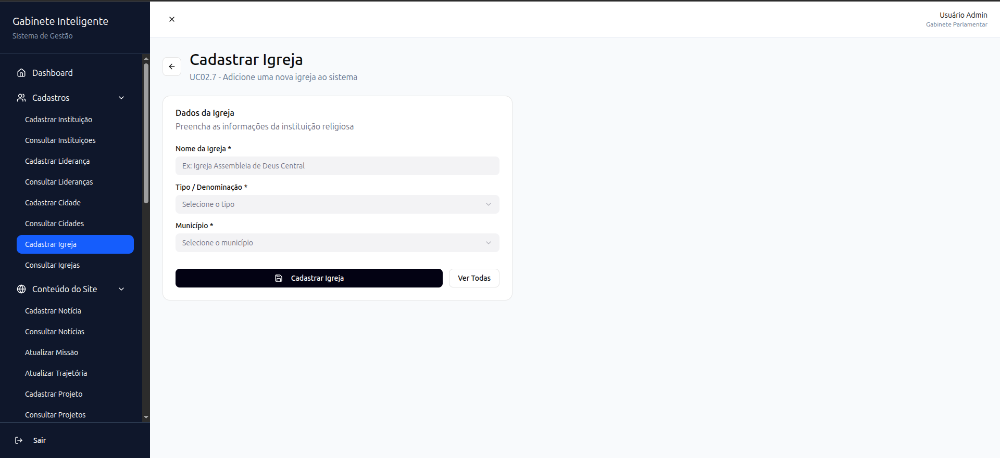 Gabinete Inteligente
Sistema de Gestão
Dashboard
Cadastros
Cadastrar Instituição
Consultar Instituições
Cadastrar Liderança
Consultar Lideranças
Cadastrar Cidade
Consultar Cidades
Cadastrar Igreja
Consultar Igrejas
Conteúdo do Site
Cadastrar Notícia
Consultar Notícias
Atualizar Missão
Atualizar Trajetória
Cadastrar Projeto
Consultar Projetos
Sair
Usuário Admin
Gabinete Parlamentar
Cadastrar Igreja
UC02.7 - Adicione uma nova igreja ao sistema
Dados da Igreja
Preencha as informações da instituição religiosa
Nome da Igreja *
Ex: Igreja Assembleia de Deus Central
Tipo / Denominação *
Selecione o tipo
Município *
Selecione o município
Cadastrar Igreja
Ver Todas